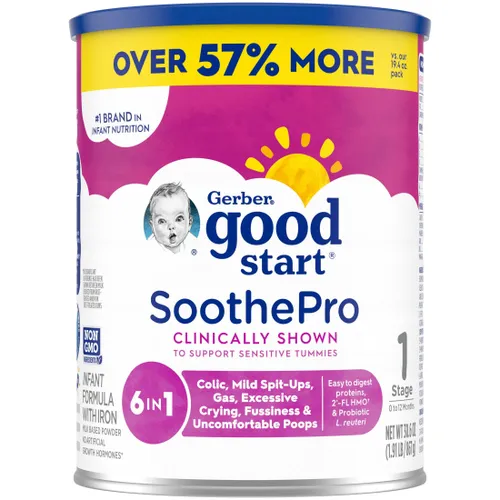 OVER 57% MORE
vs. our
19.4 oz.
pack
#1 BRAND IN
INFANT NUTRITION
Gerber®
good
start®
SoothePro
CLINICALLY SHOWN
TO SUPPORT SENSITIVE TUMMIES
NON
GMO
INGREDIENTS
INFANT
FORMULA
WITH IRON
MILK BASED POWDER
NO ARTIFICIAL
GROWTH HORMONES*
6 IN 1
Colic, Mild Spit-Ups,
Gas, Excessive
Crying, Fussiness &
Uncomfortable Poops
Easy to digest
proteins,
2'-FL HMO†
& Probiotic
L. reuteri
1
Stage
0 to 12 Months
NET WT 30.6 OZ
(1.91 LB) (867 g)